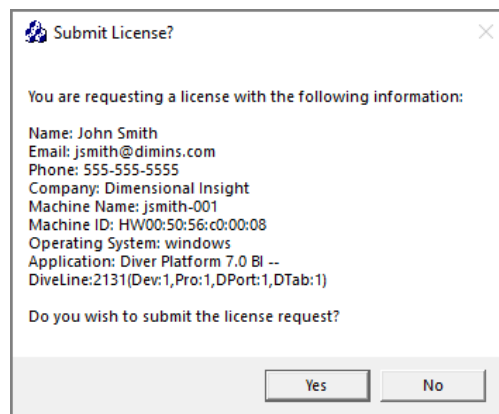 Submit License?
You are requesting a license with the following information:
Name: John Smith
Email: jsmith@dimins.com
Phone: 555-555-5555
Company: Dimensional Insight
Machine Name: jsmith-001
Machine ID: HW00:50:56:c0:00:08
Operating System: windows
Application: Diver Platform 7.0 BI --
DiveLine:2131(Dev:1,Pro:1,DPort:1,DTab:1)
Do you wish to submit the license request?
Yes
No